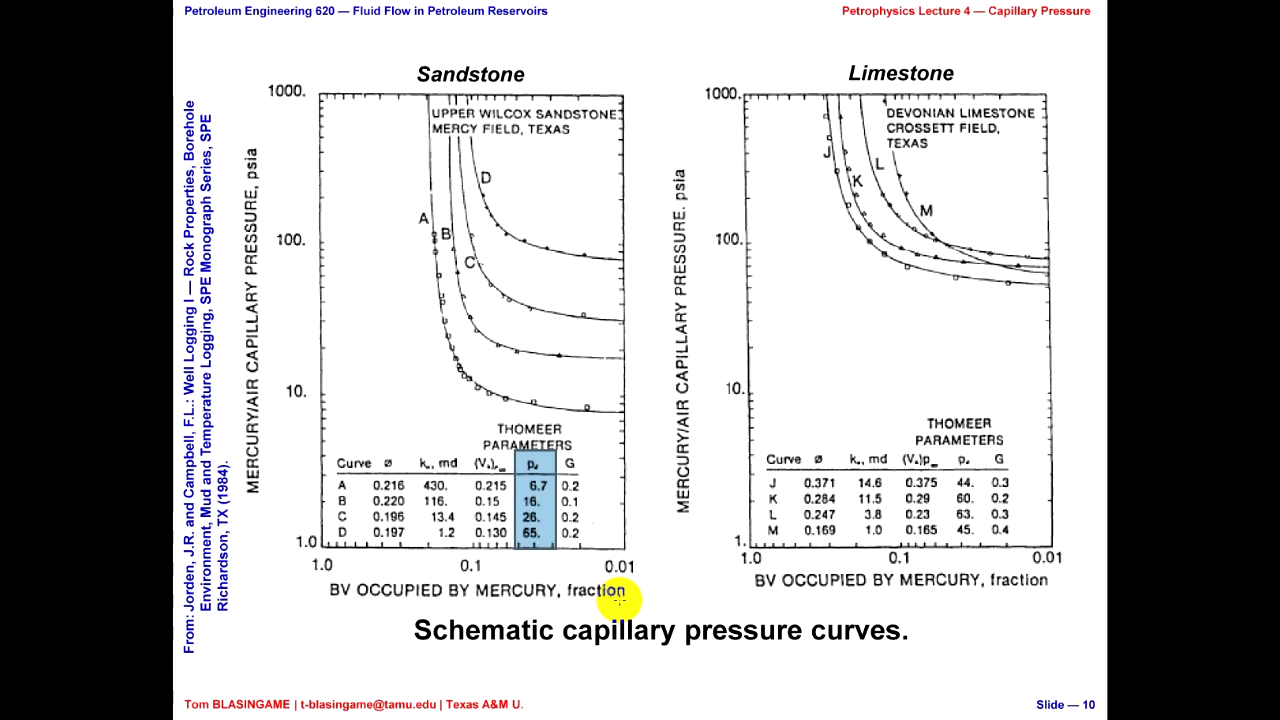 Petroleum Engineering 620 — Fluid Flow in Petroleum Reservoirs
Petrophysics Lecture 4 — Capillary Pressure
From: Jorden, J.R. and Campbell, F.L.: Well Logging I — Rock Properties, Borehole
Environment, Mud and Temperature Logging, SPE Monograph Series, SPE
Richardson, TX (1984).
Sandstone
UPPER WILCOX SANDSTONE
MERCY FIELD, TEXAS
MERCURY/AIR CAPILLARY PRESSURE, psia
1000.
100.
10.
1.0
D
A
B
C
THOMEER
PARAMETERS
Curve ø k, md (V) p G
A 0.216 430. 0.215 6.7 0.2
B 0.220 116. 0.15 16. 0.1
C 0.196 13.4 0.145 26. 0.2
D 0.197 1.2 0.130 65. 0.2
1.0 0.1 0.01
BV OCCUPIED BY MERCURY, fraction
Limestone
DEVONIAN LIMESTONE
CROSSETT FIELD,
TEXAS
MERCURY/AIR CAPILLARY PRESSURE, psia
1000.
100.
10.
1.
J
L
K
M
THOMEER
PARAMETERS
Curve ø k, md (V)p p G
J 0.371 14.6 0.375 44. 0.3
K 0.284 11.5 0.29 60. 0.2
L 0.247 3.8 0.23 63. 0.3
M 0.169 1.0 0.165 45. 0.4
1.0 0.1 0.01
BV OCCUPIED BY MERCURY, fraction
Schematic capillary pressure curves.
Tom BLASINGAME | t-blasingame@tamu.edu | Texas A&M U.
Slide — 10